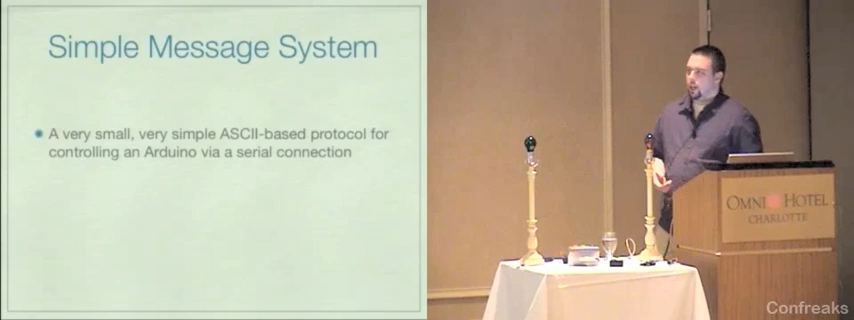 Simple Message System
A very small, very simple ASCII-based protocol for
controlling an Arduino via a serial connection
OMNI HOTEL
CHARLOTTE
Confreaks